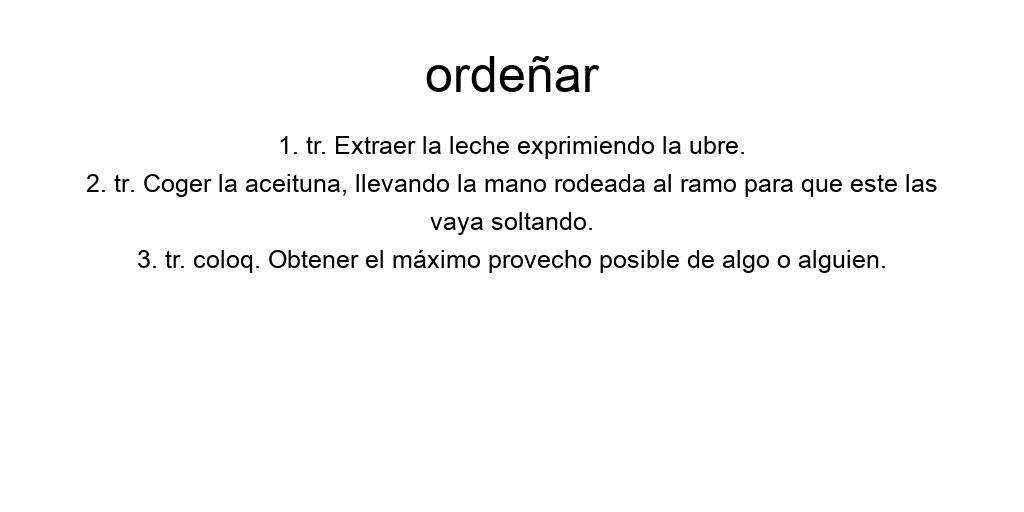 ordeñar
1. tr. Extraer la leche exprimiendo la ubre.
2. tr. Coger la aceituna, llevando la mano rodeada al ramo para que este las
vaya soltando.
3. tr. coloq. Obtener el máximo provecho posible de algo o alguien.